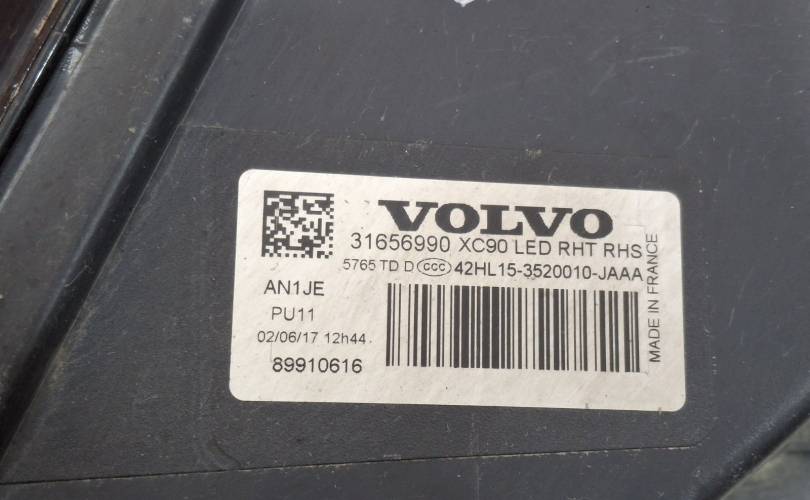 VOLVO
31656990 XC90 LED RHT RHS
5765 TD D CCC 42HL15-3520010-JAAA
AN1JE
PU11
02/06/17 12h44
89910616
MADE IN FRANCE